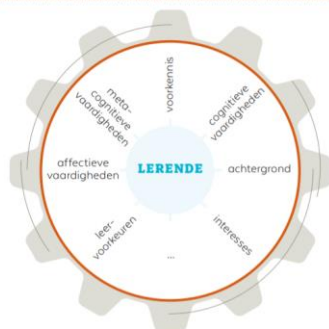 voorkennis
cognitieve
vaardigheden
achtergrond
interesses
...
leer-
voorkeuren
affectieve
vaardigheden
meta-
cognitieve
vaardigheden
LERENDE